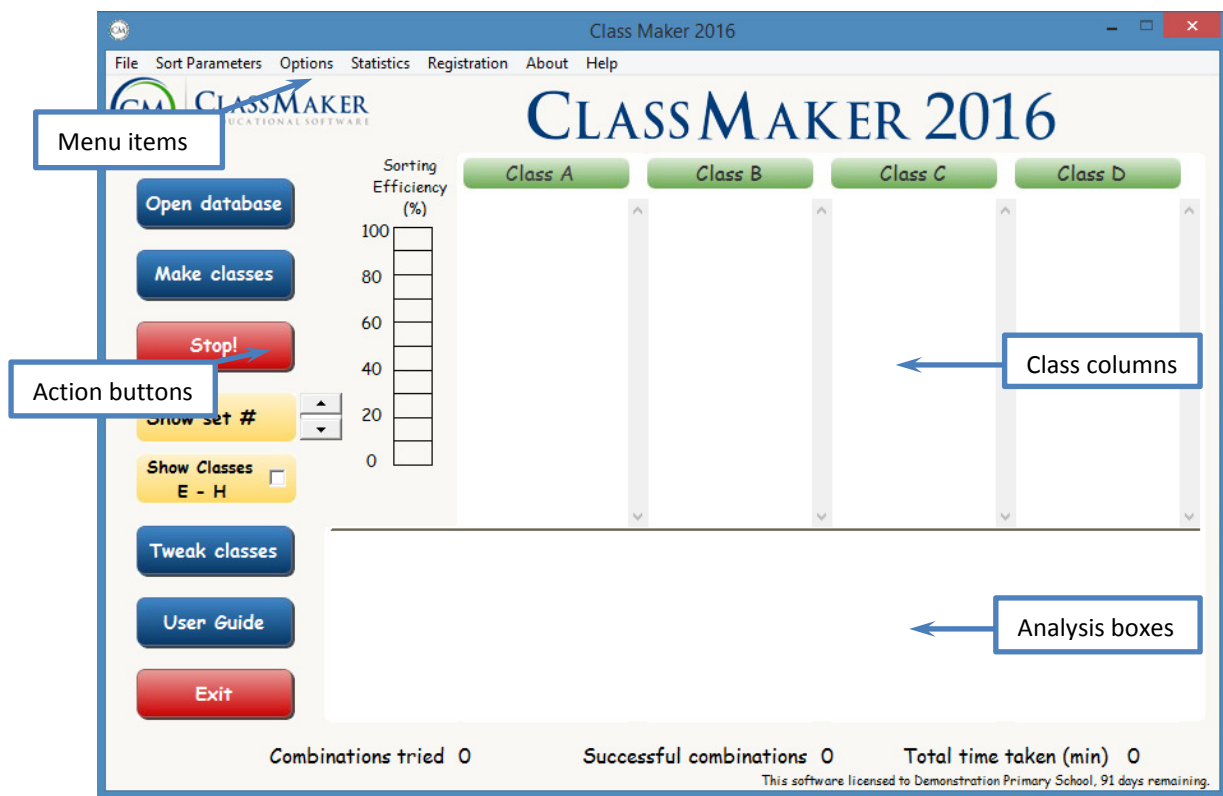 CM
Class Maker 2016
File Sort Parameters Options Statistics Registration About Help
CLASSMAKER
EDUCATIONAL SOFTWARE
CLASSMAKER 2016
Menu items
Sorting
Efficiency
(%)
Class A
Class B
Class C
Class D
Open database
100
Make classes
80
60
Stop!
Class columns
40
Action buttons
Show set #
20
Show Classes
E - H
0
Tweak classes
User Guide
Analysis boxes
Exit
Combinations tried 0
Successful combinations 0
Total time taken (min) 0
This software licensed to Demonstration Primary School, 91 days remaining.